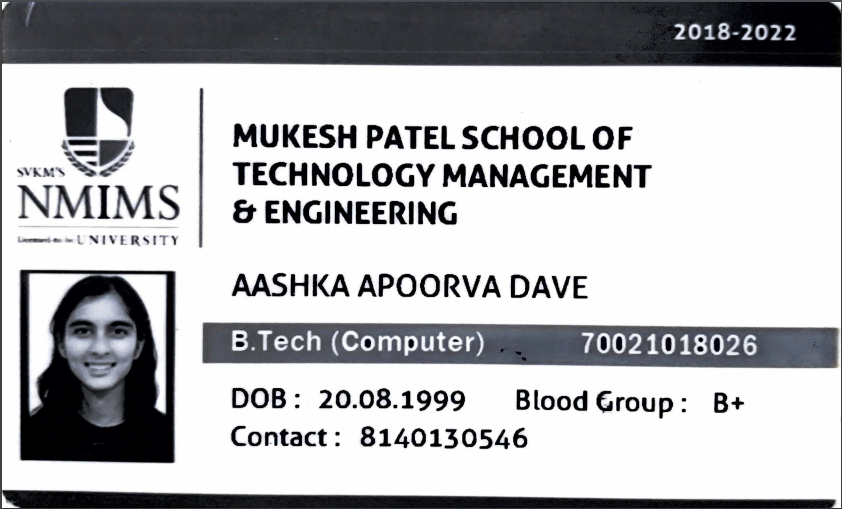 2018-2022
SVKM'S
NMIMS
Licensed-to-be UNIVERSITY
MUKESH PATEL SCHOOL OF
TECHNOLOGY MANAGEMENT
& ENGINEERING
AASHKA APOORVA DAVE
B.Tech (Computer) 70021018026
DOB : 20.08.1999 Blood Group : B+
Contact : 8140130546